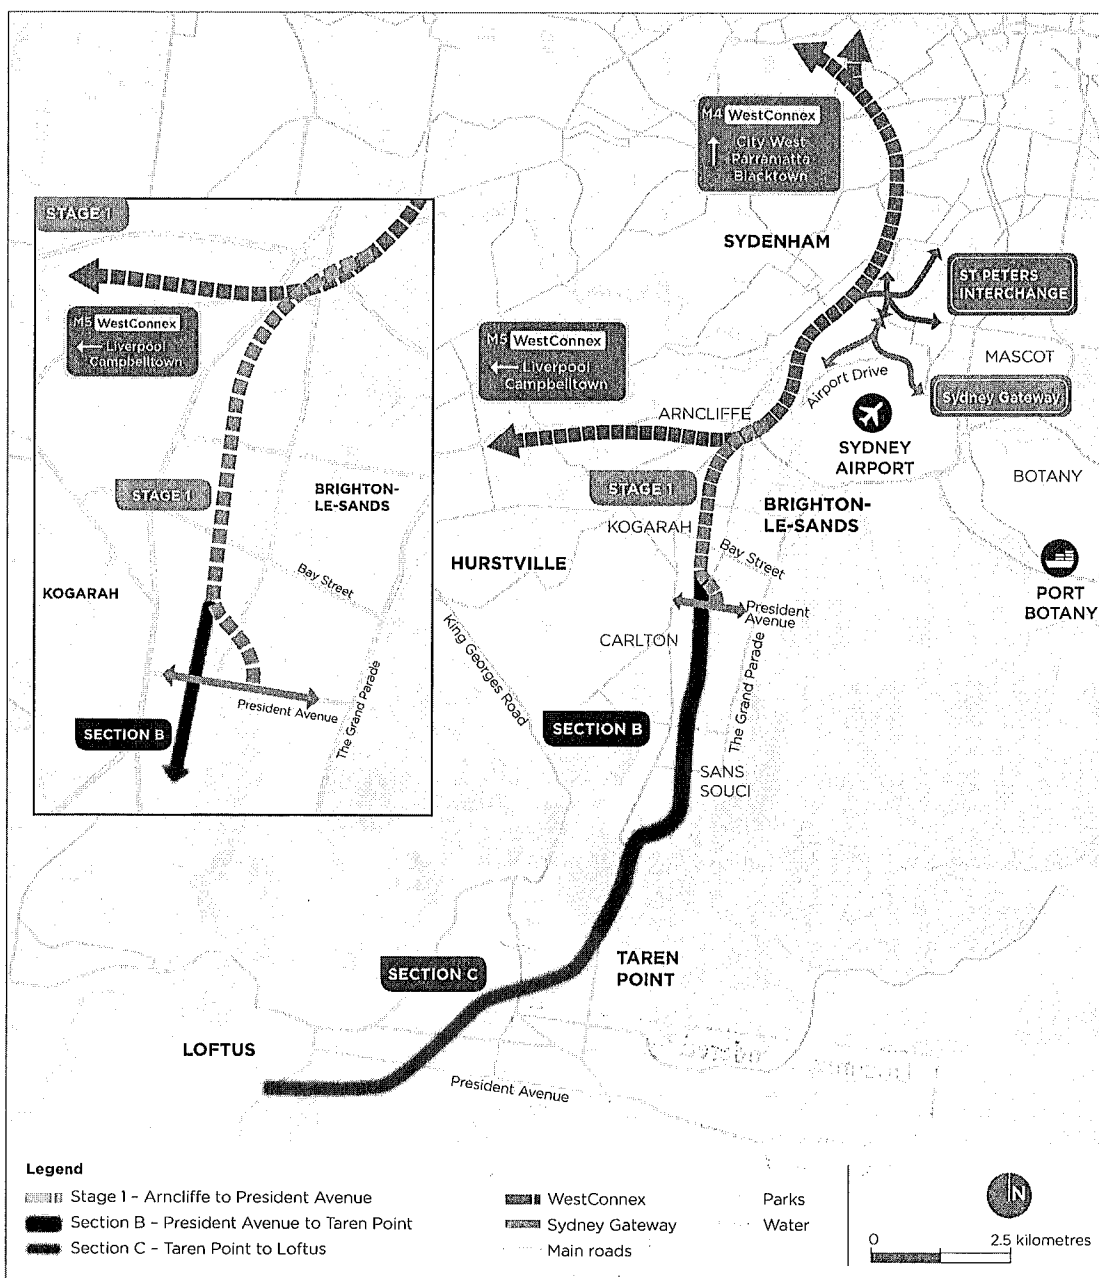 M4 WestConnex
City West
Parramatta
Blacktown
SYDENHAM
ST PETERS
INTERCHANGE
MASCOT
Airport Drive
Sydney Gateway
SYDNEY
AIRPORT
BOTANY
PORT
BOTANY
M5 WestConnex
Liverpool
Campbelltown
ARNCLIFFE
STAGE 1
KOGARAH
BRIGHTON-
LE-SANDS
Bay Street
HURSTVILLE
President
Avenue
CARLTON
King Georges Road
The Grand Parade
SECTION B
SANS
SOUCI
TAREN
POINT
SECTION C
LOFTUS
President Avenue
STAGE 1
M5 WestConnex
Liverpool
Campbelltown
STAGE 1
BRIGHTON-
LE-SANDS
Bay Street
KOGARAH
President Avenue
The Grand Parade
SECTION B
Legend
Stage 1 - Arncliffe to President Avenue
Section B - President Avenue to Taren Point
Section C - Taren Point to Loftus
WestConnex
Sydney Gateway
Main roads
Parks
Water
N
0 2.5 kilometres